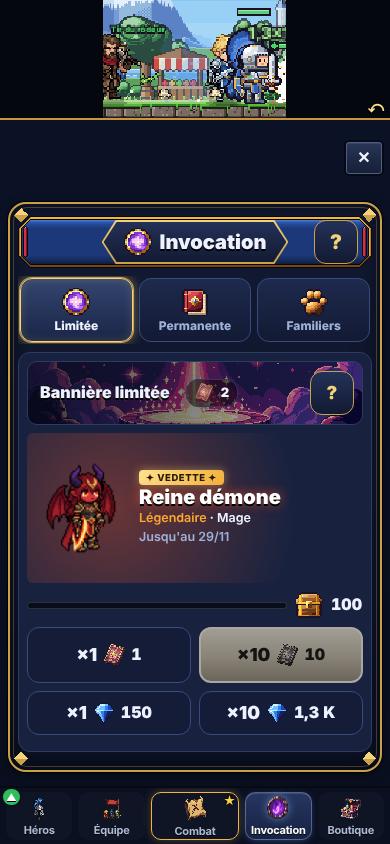 ×
Invocation
?
Limitée
Permanente
Familiers
Bannière limitée
2
?
✦ VEDETTE ✦
Reine démone
Légendaire · Mage
Jusqu'au 29/11
100
×1 1
×10 10
×1 150
×10 1,3 K
Héros
Équipe
Combat
Invocation
Boutique